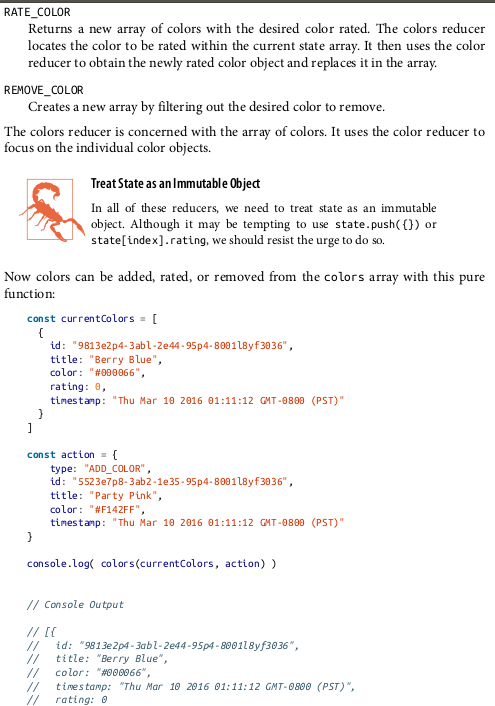 RATE_COLOR
Returns a new array of colors with the desired color rated. The colors reducer
locates the color to be rated within the current state array. It then uses the color
reducer to obtain the newly rated color object and replaces it in the array.
REMOVE_COLOR
Creates a new array by filtering out the desired color to remove.
The colors reducer is concerned with the array of colors. It uses the color reducer to
focus on the individual color objects.
Treat State as an Immutable Object
In all of these reducers, we need to treat state as an immutable
object. Although it may be tempting to use state.push({}) or
state[index].rating, we should resist the urge to do so.
Now colors can be added, rated, or removed from the colors array with this pure
function:
const currentColors = [
  {
    id: "9813e2p4-3abl-2e44-95p4-8001l8yf3036",
    title: "Berry Blue",
    color: "#000066",
    rating: 0,
    timestamp: "Thu Mar 10 2016 01:11:12 GMT-0800 (PST)"
  }
]
const action = {
    type: "ADD_COLOR",
    id: "5523e7p8-3ab2-1e35-95p4-8001l8yf3036",
    title: "Party Pink",
    color: "#F142FF",
    timestamp: "Thu Mar 10 2016 01:11:12 GMT-0800 (PST)"
}
console.log( colors(currentColors, action) )
// Console Output
// [{
//   id: "9813e2p4-3abl-2e44-95p4-8001l8yf3036",
//   title: "Berry Blue",
//   color: "#000066",
//   timestamp: "Thu Mar 10 2016 01:11:12 GMT-0800 (PST)",
//   rating: 0